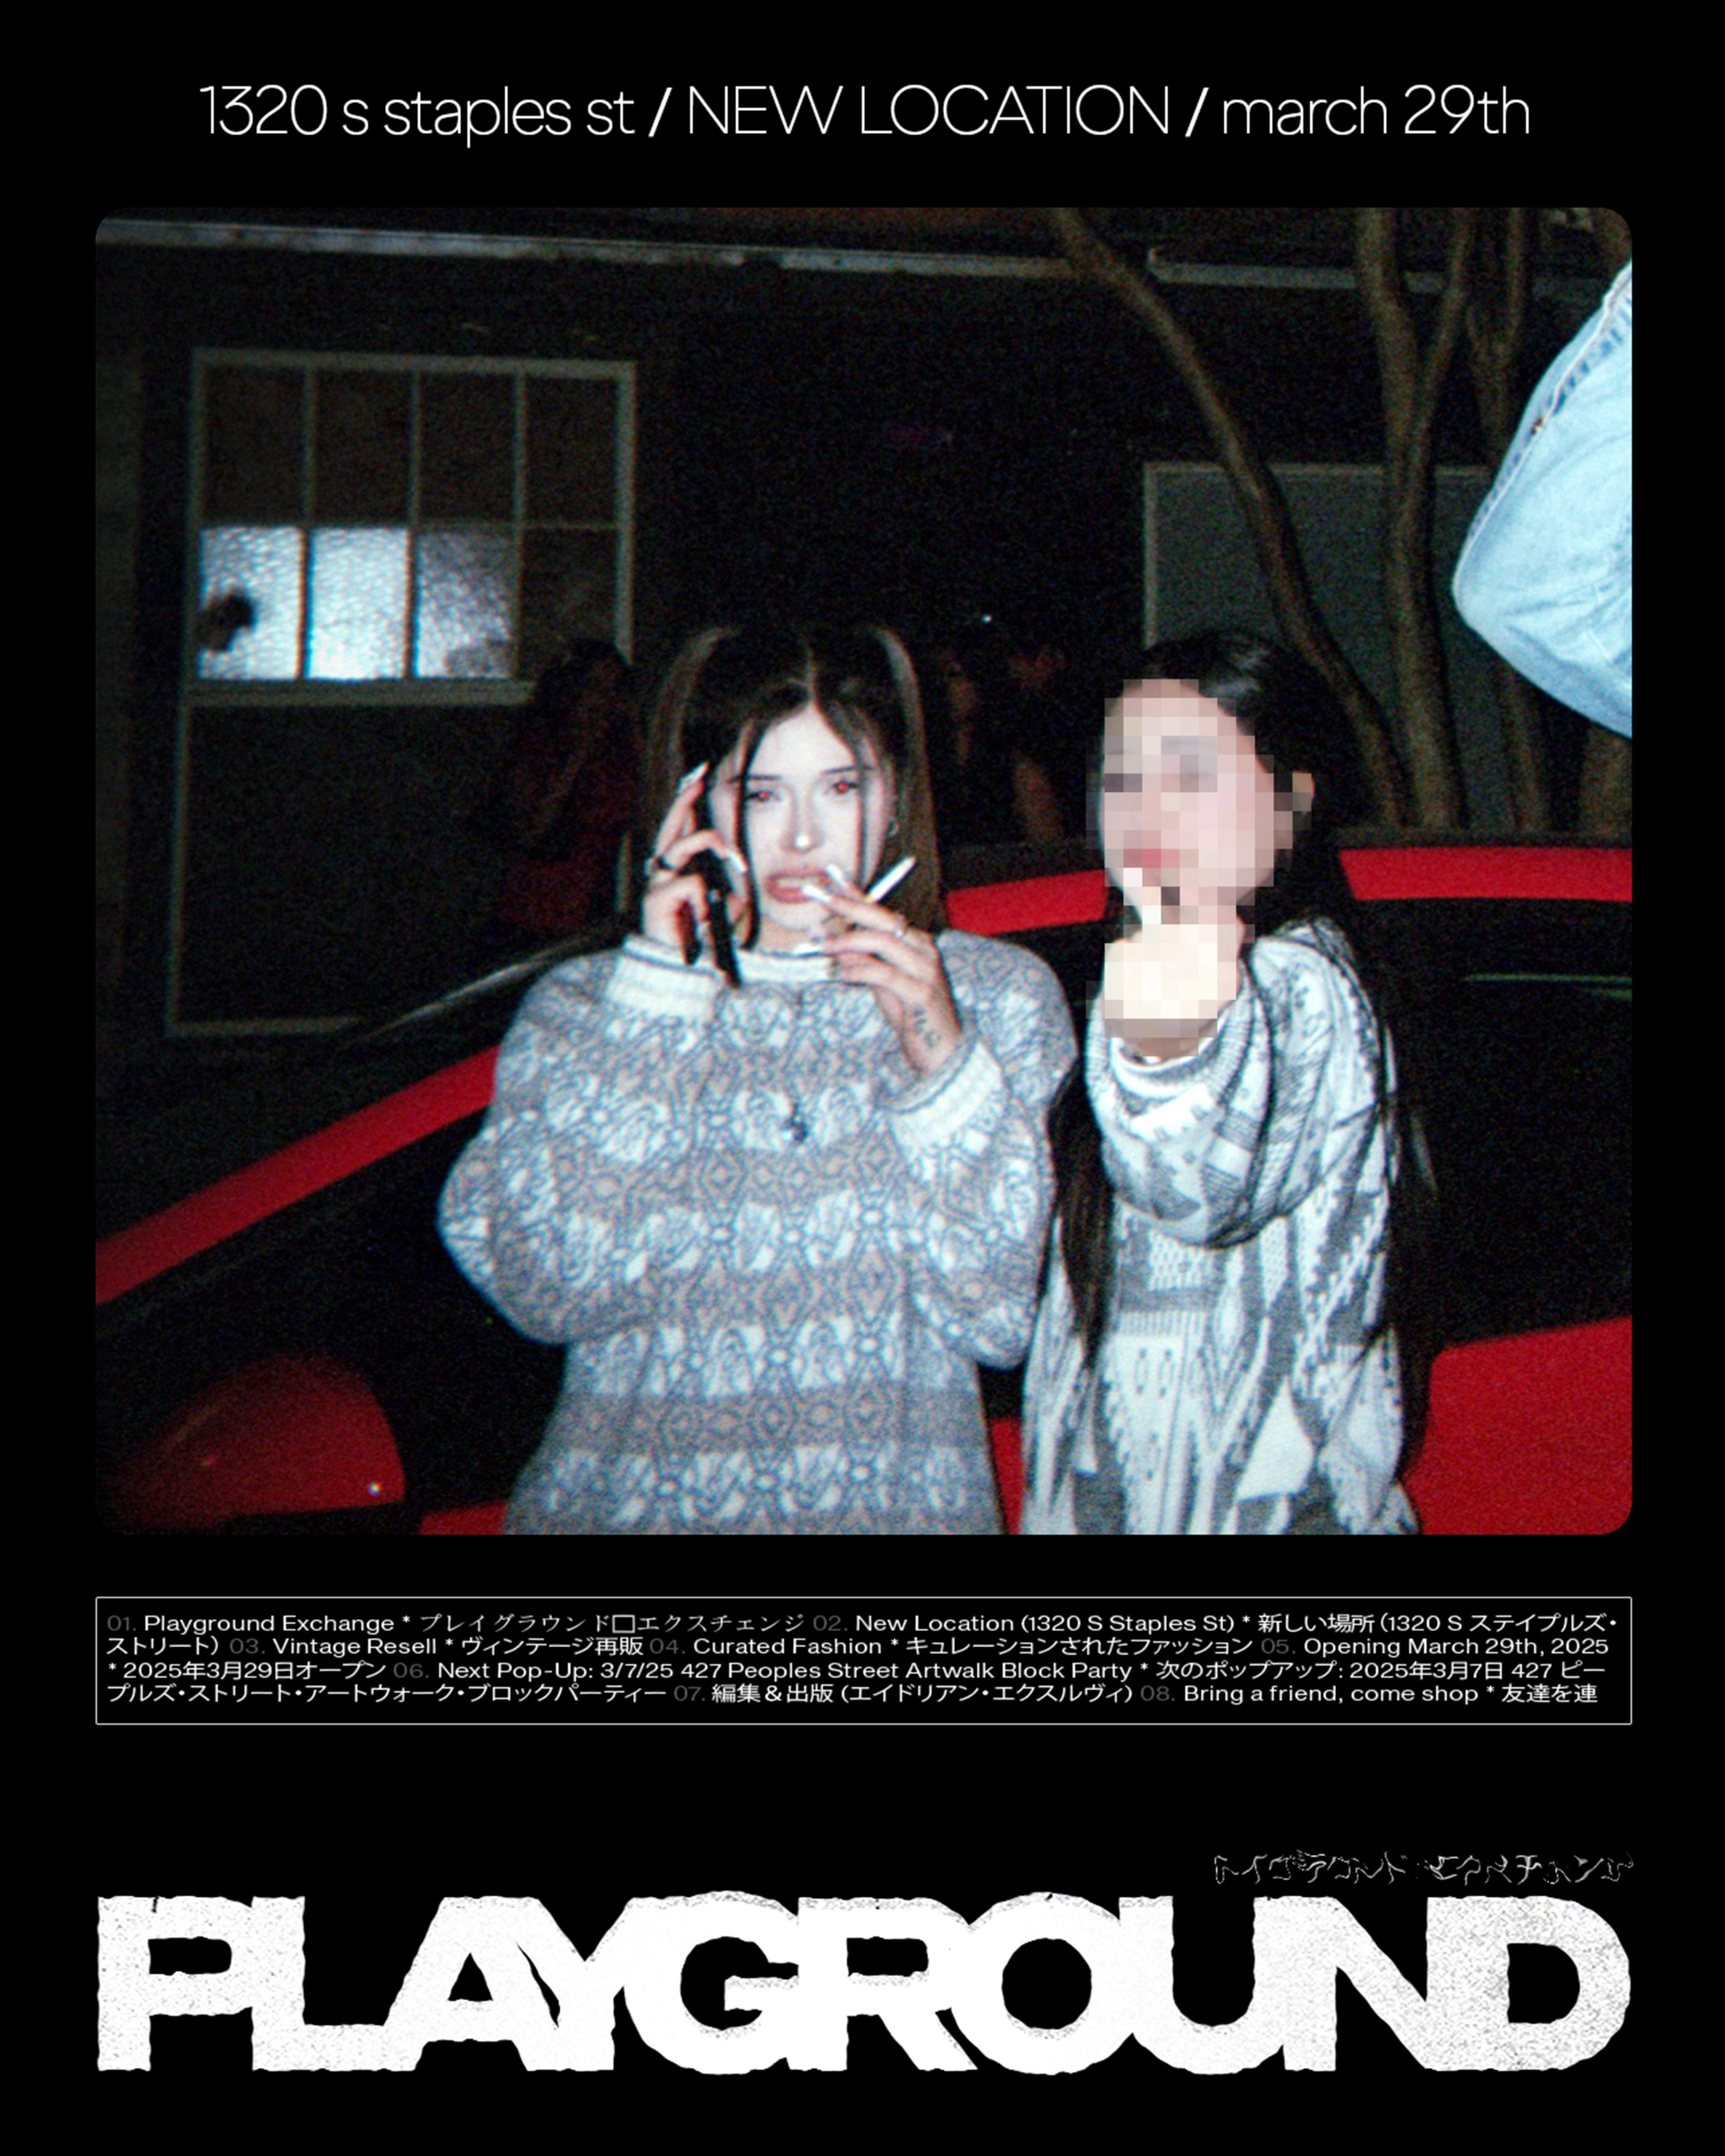 1320 s staples st / NEW LOCATION / march 29th
01. Playground Exchange * プレイグラウンド□エクスチェンジ 02. New Location (1320 S Staples St) * 新しい場所 (1320 S ステイプルズ・
ストリート) 03. Vintage Resell * ヴィンテージ再販 04. Curated Fashion * キュレーションされたファッション 05. Opening March 29th, 2025
* 2025年3月29日オープン 06. Next Pop-Up: 3/7/25 427 Peoples Street Artwalk Block Party * 次のポップアップ: 2025年3月7日 427 ピー
プルズ・ストリート・アートウォーク・ブロックパーティー 07. 編集&出版 (エイドリアン・エクスルヴィ) 08. Bring a friend, come shop * 友達を連
PLAYGROUND